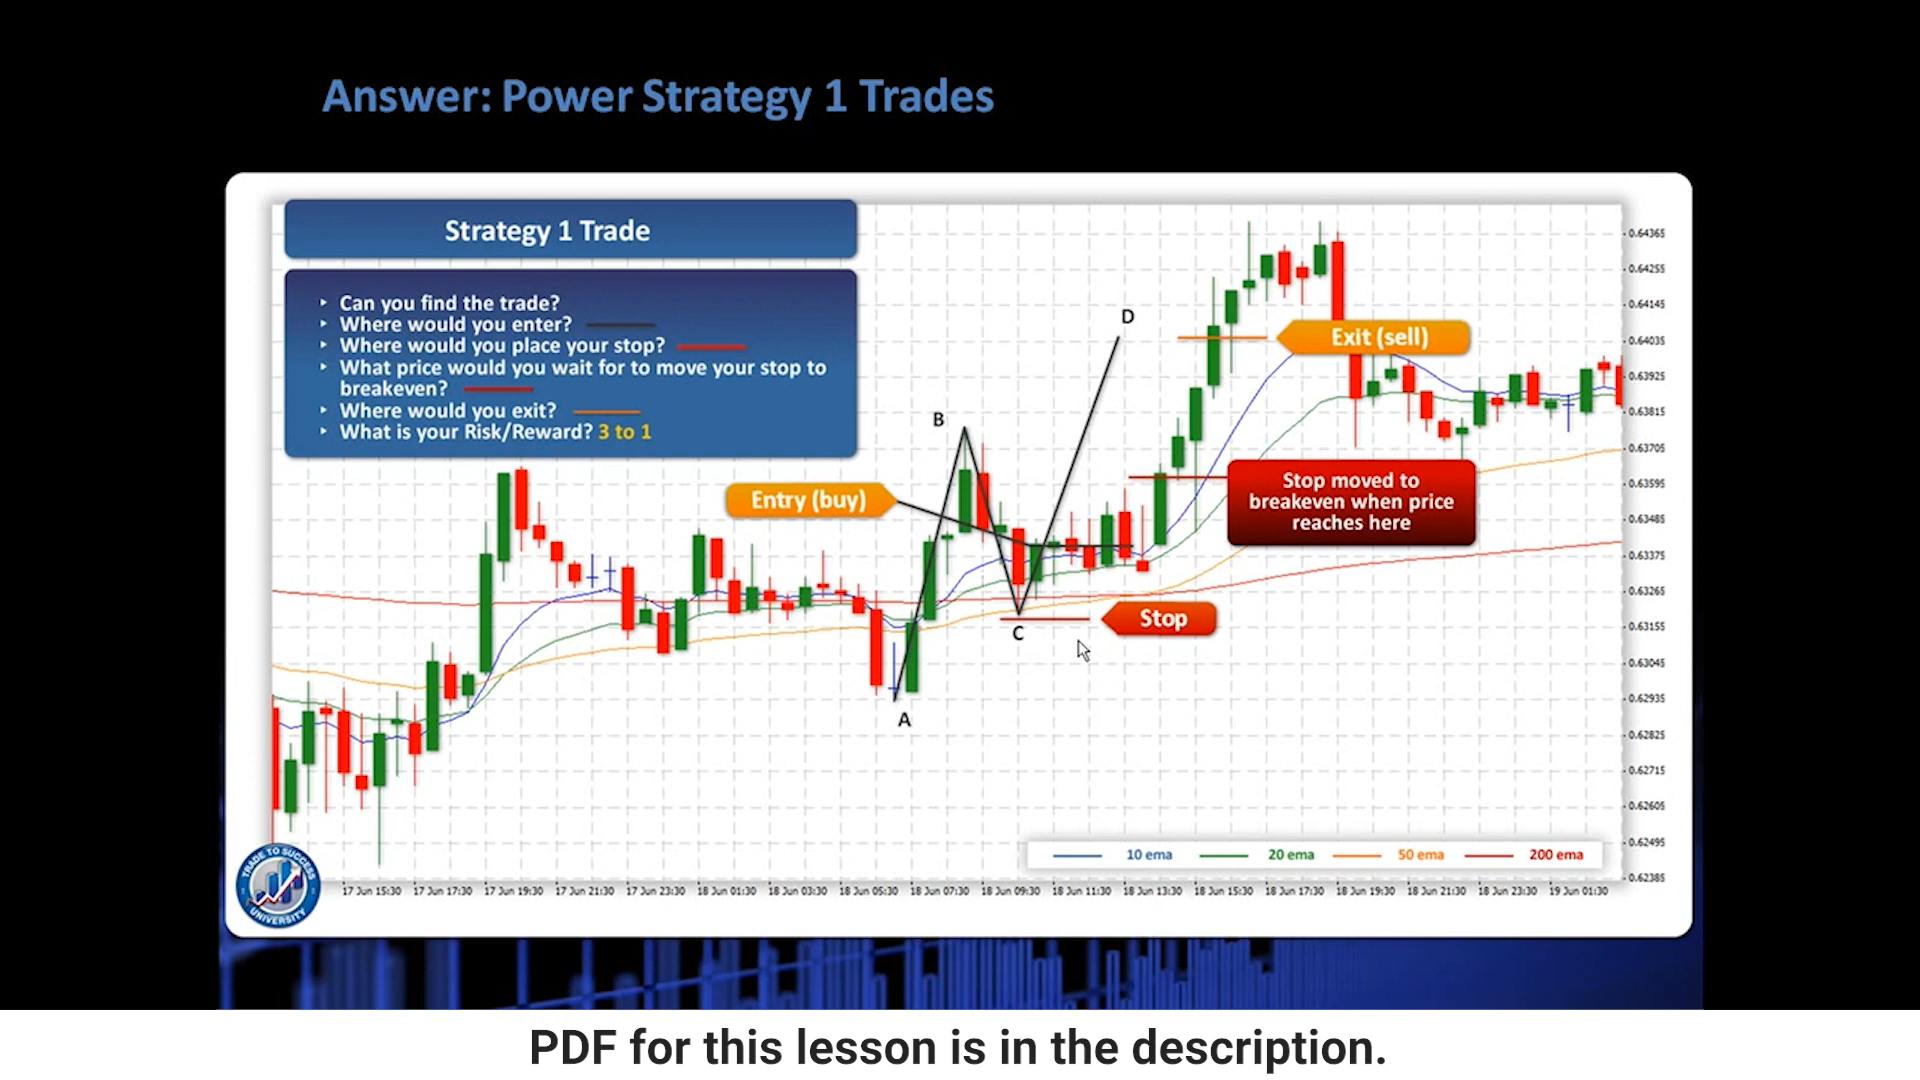 Answer: Power Strategy 1 Trades
Strategy 1 Trade
Can you find the trade?
Where would you enter?
Where would you place your stop?
What price would you wait for to move your stop to
breakeven?
Where would you exit?
What is your Risk/Reward? 3 to 1
D
Exit (sell)
B
Entry (buy)
Stop moved to
breakeven when price
reaches here
Stop
C
A
0.64365
0.64255
0.64145
0.64035
0.63925
0.63815
0.63705
0.63595
0.63485
0.63375
0.63265
0.63155
0.63045
0.62935
0.62825
0.62715
0.62605
0.62495
0.62385
10 ema 20 ema 50 ema 200 ema
17 Jun 15:30 17 Jun 17:30 17 Jun 19:30 17 Jun 21:30 17 Jun 23:30 18 Jun 01:30 18 Jun 03:30 18 Jun 05:30 18 Jun 07:30 18 Jun 09:30 18 Jun 11:30 18 Jun 13:30 18 Jun 15:30 18 Jun 17:30 18 Jun 19:30 18 Jun 21:30 18 Jun 23:30 19 Jun 01:30
TRADE TO SUCCESS
UNIVERSITY
PDF for this lesson is in the description.